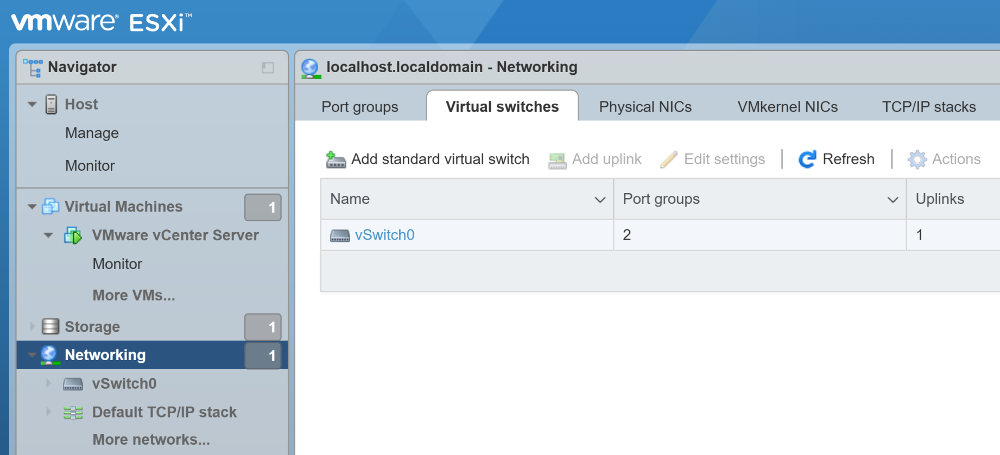 vmware® ESXi™
Navigator
Host
Manage
Monitor
Virtual Machines 1
VMware vCenter Server
Monitor
More VMs...
Storage 1
Networking 1
vSwitch0
Default TCP/IP stack
More networks...
localhost.localdomain - Networking
Port groups Virtual switches Physical NICs VMkernel NICs TCP/IP stacks
Add standard virtual switch Add uplink Edit settings Refresh Actions
Name Port groups Uplinks
vSwitch0 2 1